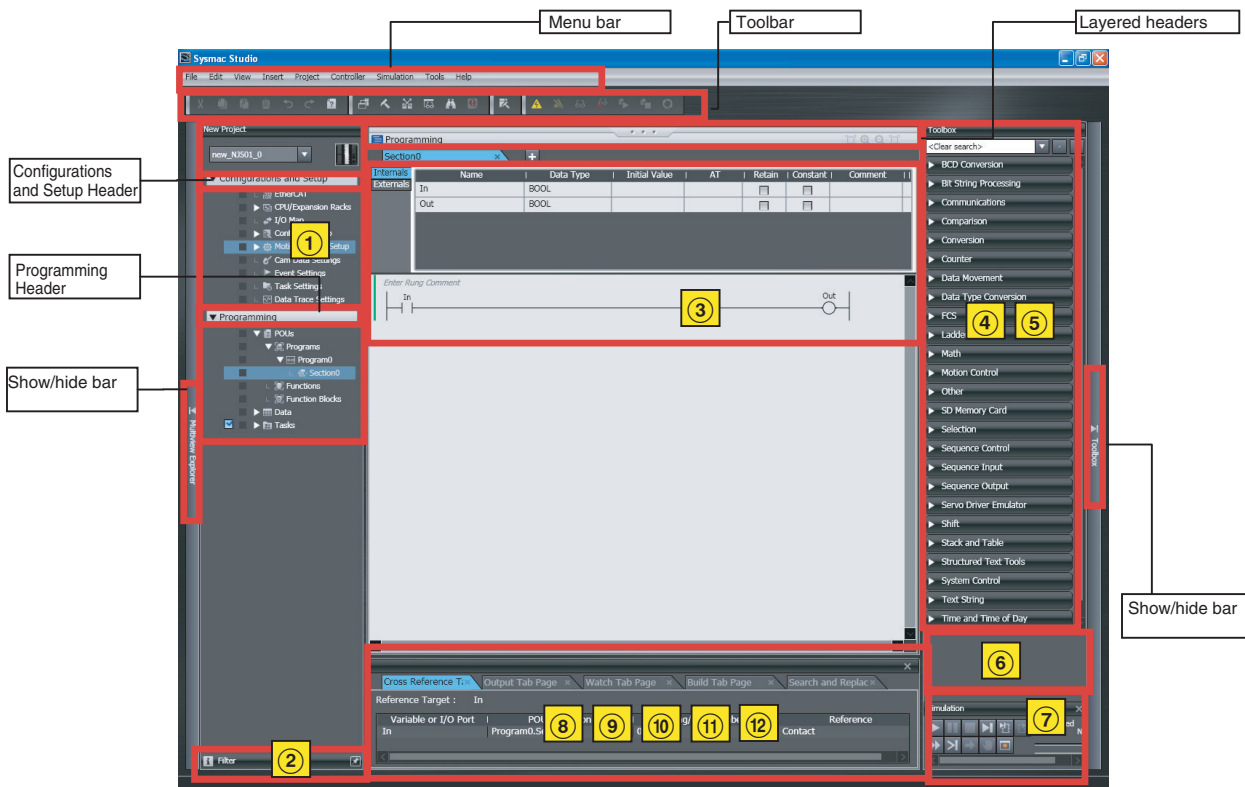 Menu bar
Toolbar
Layered headers
Sysmac Studio
File Edit View Insert Project Controller Simulation Tools Help
New Project
new_NJ501_0
Configurations and Setup Header
Configurations and Setup
EtherCAT
CPU/Expansion Racks
I/O Map
①
Cam Data Settings
Event Settings
Task Settings
Data Trace Settings
Programming Header
Programming
POUs
Programs
Program0
Section0
Functions
Function Blocks
Data
Tasks
Show/hide bar
Multiview Explorer
Filter
②
Programming
Section0
Internals
Externals
Name Data Type Initial Value AT Retain Constant Comment
In BOOL
Out BOOL
Enter Rung Comment
In
Out
③
Toolbox
<Clear search>
BCD Conversion
Bit String Processing
Communications
Comparison
Conversion
Counter
Data Movement
Data Type Conversion
FCS
④ ⑤
Math
Motion Control
Other
SD Memory Card
Selection
Sequence Control
Sequence Input
Sequence Output
Servo Driver Emulator
Shift
Stack and Table
Structured Text Tools
System Control
Text String
Time and Time of Day
Toolbox
Show/hide bar
⑥
Cross Reference Output Tab Page Watch Tab Page Build Tab Page Search and Replac
Reference Target : In
Variable or I/O Port Reference
In Contact
⑧ ⑨ ⑩ ⑪ ⑫
⑦